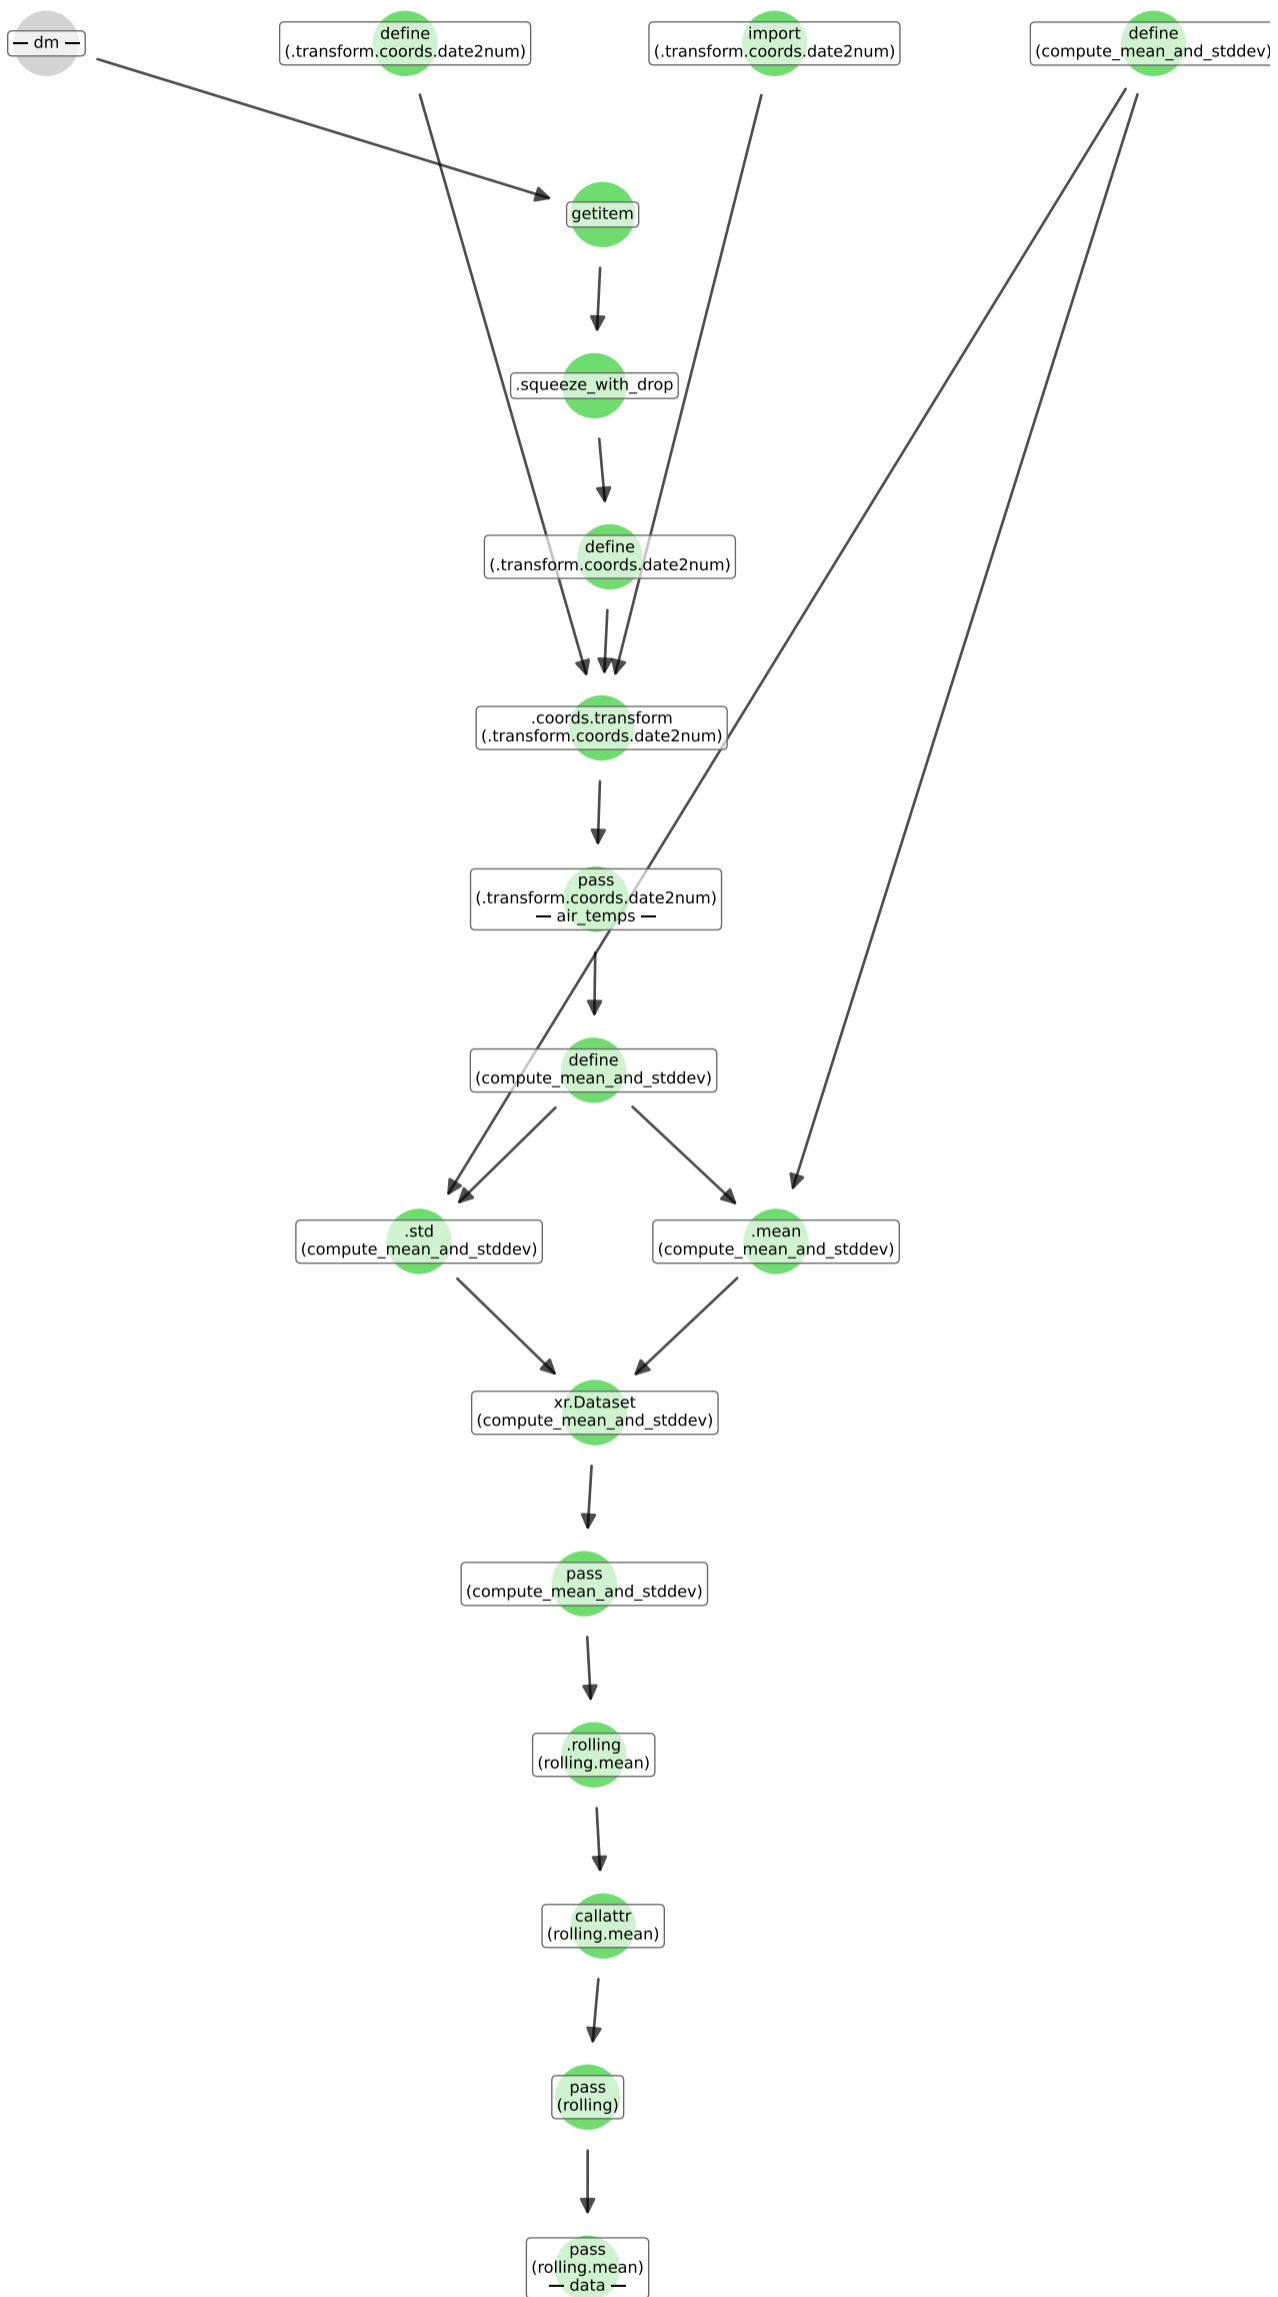 — dm —
define
(.transform.coords.date2num)
import
(.transform.coords.date2num)
define
(compute_mean_and_stddev)
getitem
.squeeze_with_drop
define
(.transform.coords.date2num)
.coords.transform
(.transform.coords.date2num)
pass
(.transform.coords.date2num)
— air_temps —
define
(compute_mean_and_stddev)
.std
(compute_mean_and_stddev)
.mean
(compute_mean_and_stddev)
xr.Dataset
(compute_mean_and_stddev)
pass
(compute_mean_and_stddev)
.rolling
(rolling.mean)
callattr
(rolling.mean)
pass
(rolling)
pass
(rolling.mean)
— data —